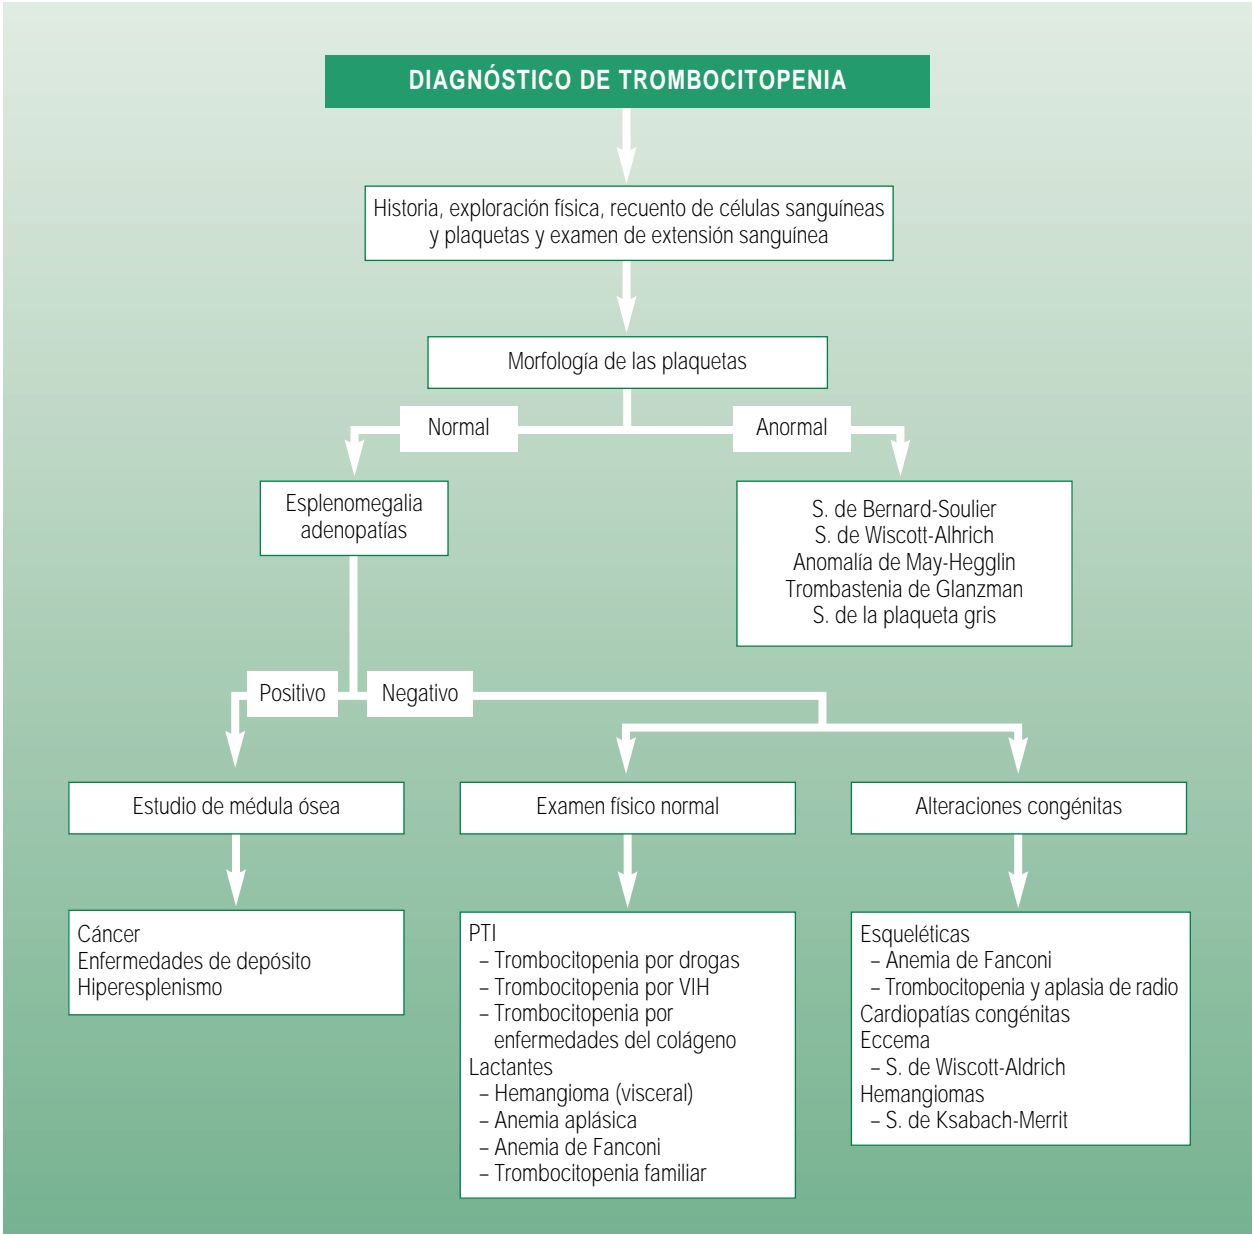 DIAGNÓSTICO DE TROMBOCITOPENIA
Historia, exploración física, recuento de células sanguíneas
y plaquetas y examen de extensión sanguínea
Morfología de las plaquetas
Normal
Anormal
Esplenomegalia
adenopatías
S. de Bernard-Soulier
S. de Wiscott-Alhrich
Anomalía de May-Hegglin
Trombastenia de Glanzman
S. de la plaqueta gris
Positivo
Negativo
Estudio de médula ósea
Examen físico normal
Alteraciones congénitas
Cáncer
Enfermedades de depósito
Hiperesplenismo
PTI
– Trombocitopenia por drogas
– Trombocitopenia por VIH
– Trombocitopenia por
enfermedades del colágeno
Lactantes
– Hemangioma (visceral)
– Anemia aplásica
– Anemia de Fanconi
– Trombocitopenia familiar
Esqueléticas
– Anemia de Fanconi
– Trombocitopenia y aplasia de radio
Cardiopatías congénitas
Eccema
– S. de Wiscott-Aldrich
Hemangiomas
– S. de Ksabach-Merrit